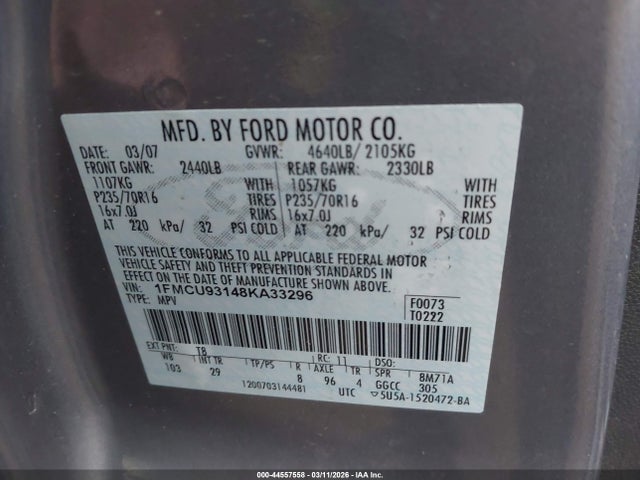 MFD. BY FORD MOTOR CO.
DATE: 03/07 GVWR: 4640LB/ 2105KG
FRONT GAWR: 2440LB REAR GAWR: 2330LB
1107KG WITH 1057KG WITH
P235/70R16 TIRES P235/70R16 TIRES
16x7.0J RIMS 16x7.0J RIMS
AT 220 kPa/ 32 PSI COLD AT 220 kPa/ 32 PSI COLD
THIS VEHICLE CONFORMS TO ALL APPLICABLE FEDERAL MOTOR
VEHICLE SAFETY AND THEFT PREVENTION STANDARDS IN
EFFECT ON THE DATE OF MANUFACTURE SHOWN ABOVE.
VIN: 1FMCU93148KA33296
TYPE: MPV
F0073
T0222
EXT PNT: T8 RC: 11 DSO:
WB INT TR TP/PS R AXLE TR SPR 8M71A
103 29 8 96 4 GGCC 305
1200703144481 UTC 5U5A-1520472-BA
Ford
000-44557558 - 03/11/2026 - IAAC